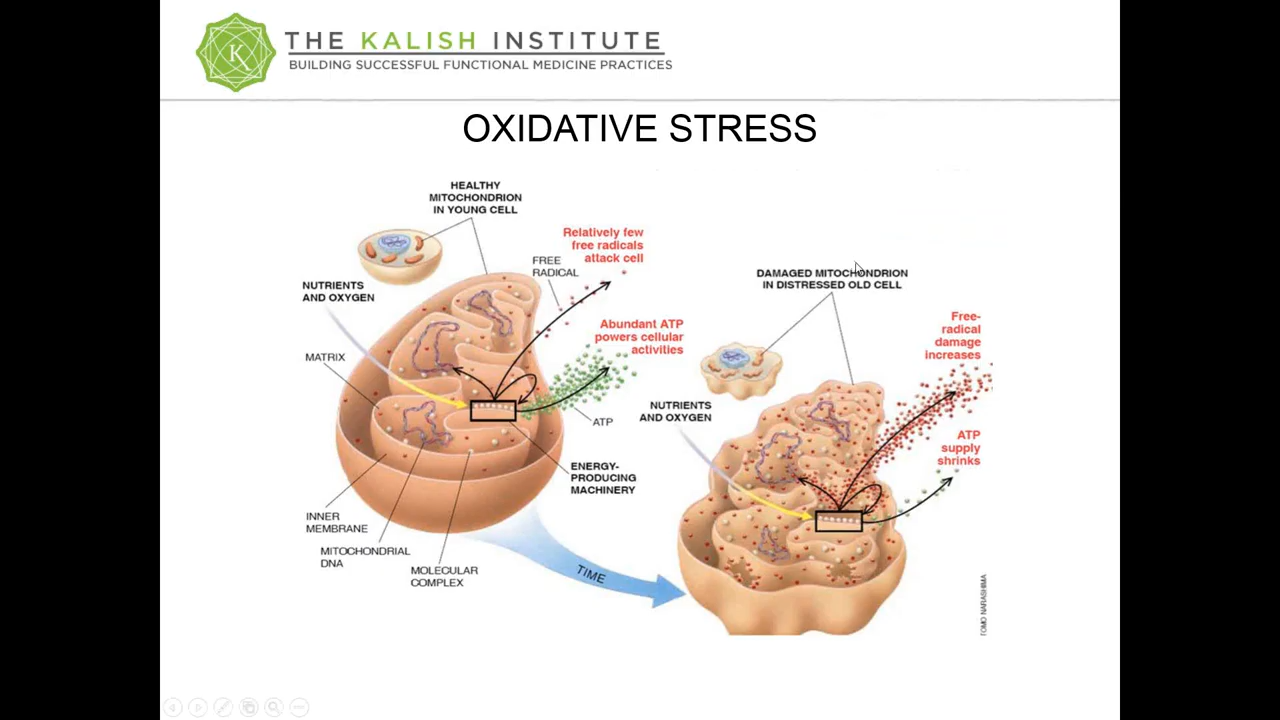 THE KALISH INSTITUTE
BUILDING SUCCESSFUL FUNCTIONAL MEDICINE PRACTICES
OXIDATIVE STRESS
HEALTHY
MITOCHONDRION
IN YOUNG CELL
Relatively few
free radicals
attack cell
FREE
RADICAL
NUTRIENTS
AND OXYGEN
Abundant ATP
powers cellular
activities
MATRIX
ATP
ENERGY-
PRODUCING
MACHINERY
INNER
MEMBRANE
MITOCHONDRIAL
DNA
MOLECULAR
COMPLEX
TIME
DAMAGED MITOCHONDRION
IN DISTRESSED OLD CELL
Free-
radical
damage
increases
NUTRIENTS
AND OXYGEN
ATP
supply
shrinks
TOMO NARASHIMA
K